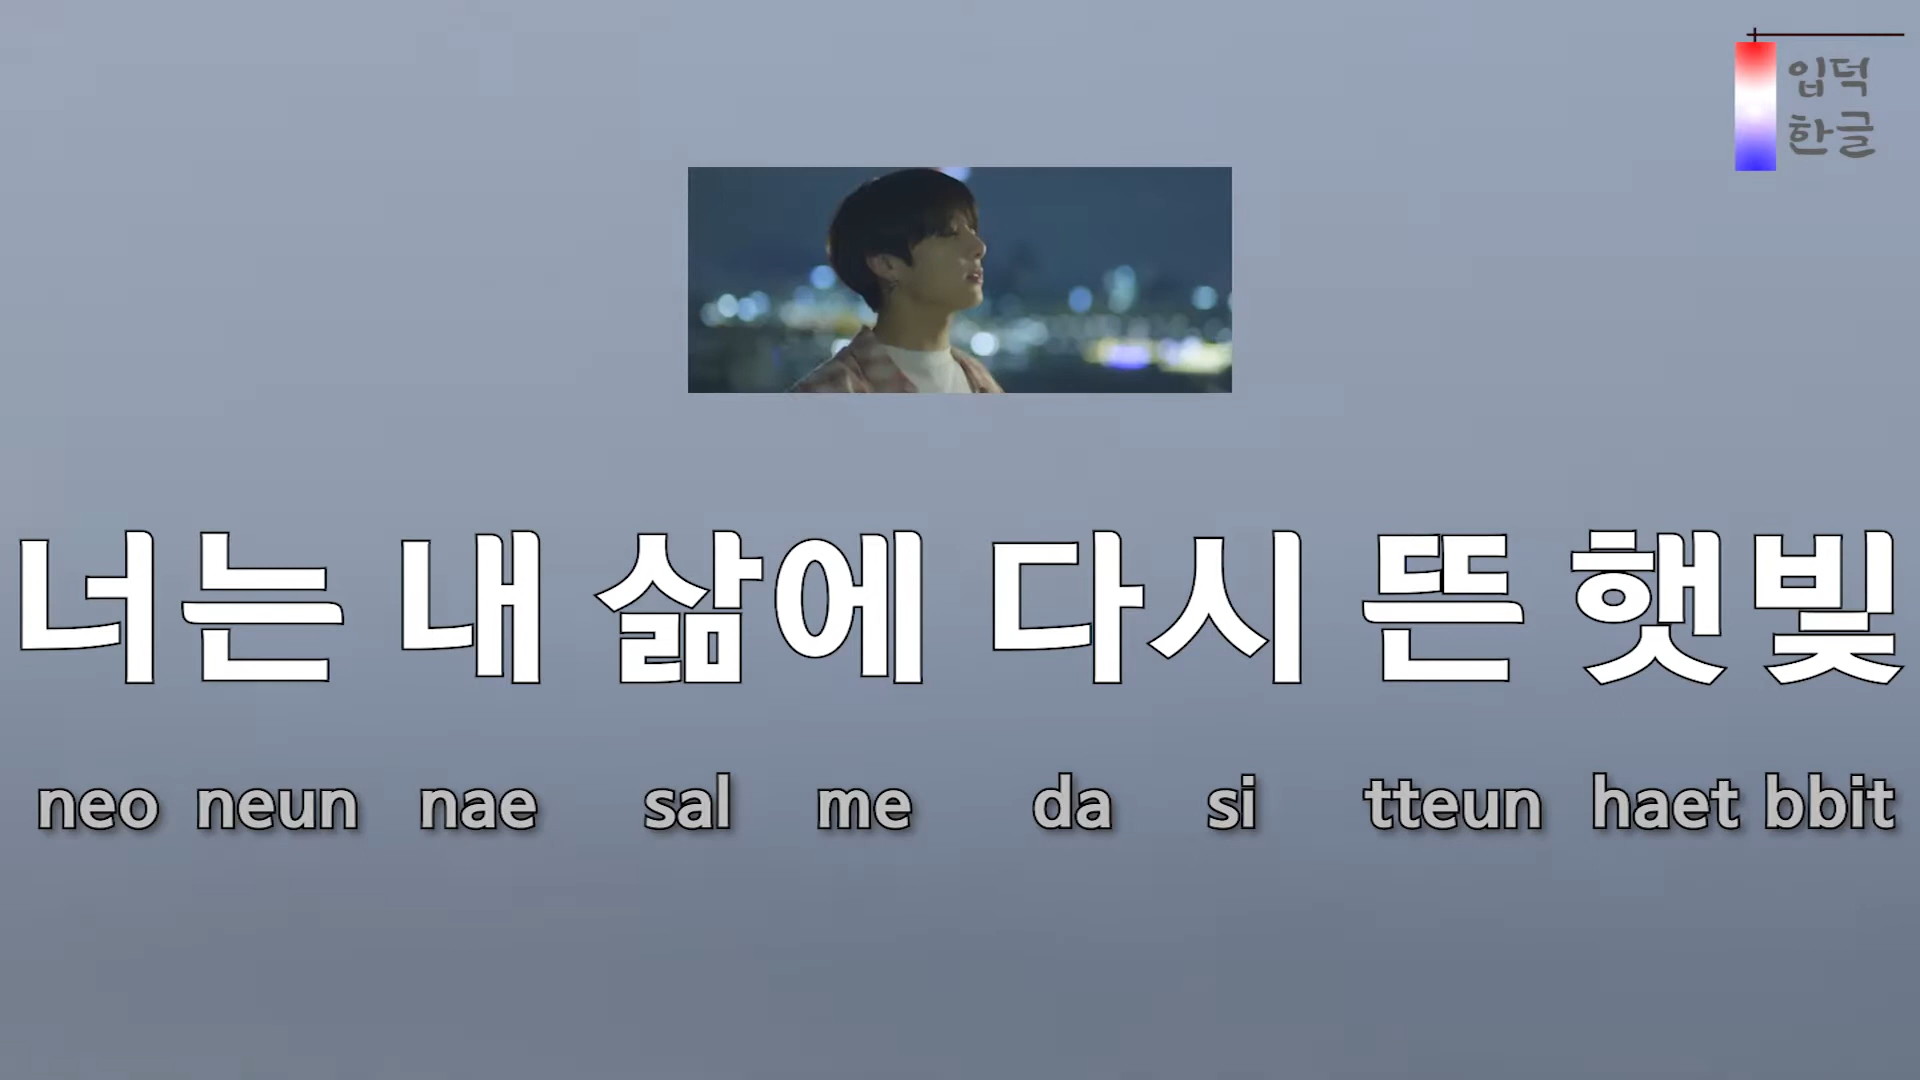 입덕
한글
너는 내 삶에 다시 뜬 햇빛
neo neun nae sal me da si tteun haet bbit